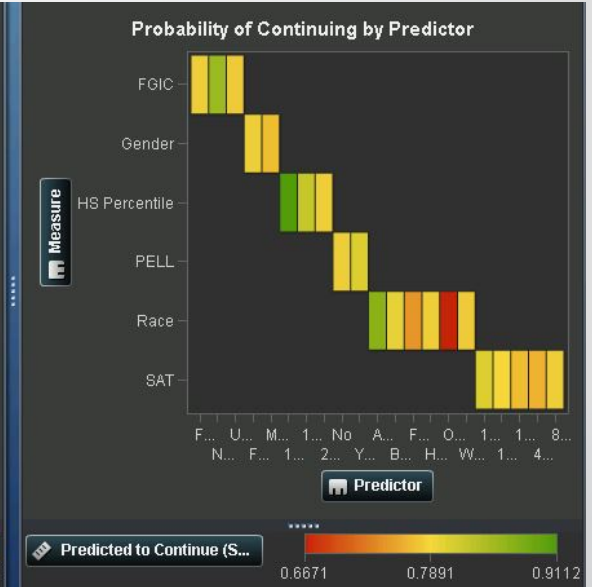 Probability of Continuing by Predictor
FGIC
Gender
HS Percentile
PELL
Race
SAT
Measure
F... U... M... 1... No A... F... O... 1... 1... 8...
N... F... 1... 2... Y... B... H... W... 1... 4...
Predictor
Predicted to Continue (S...
0.6671 0.7891 0.9112